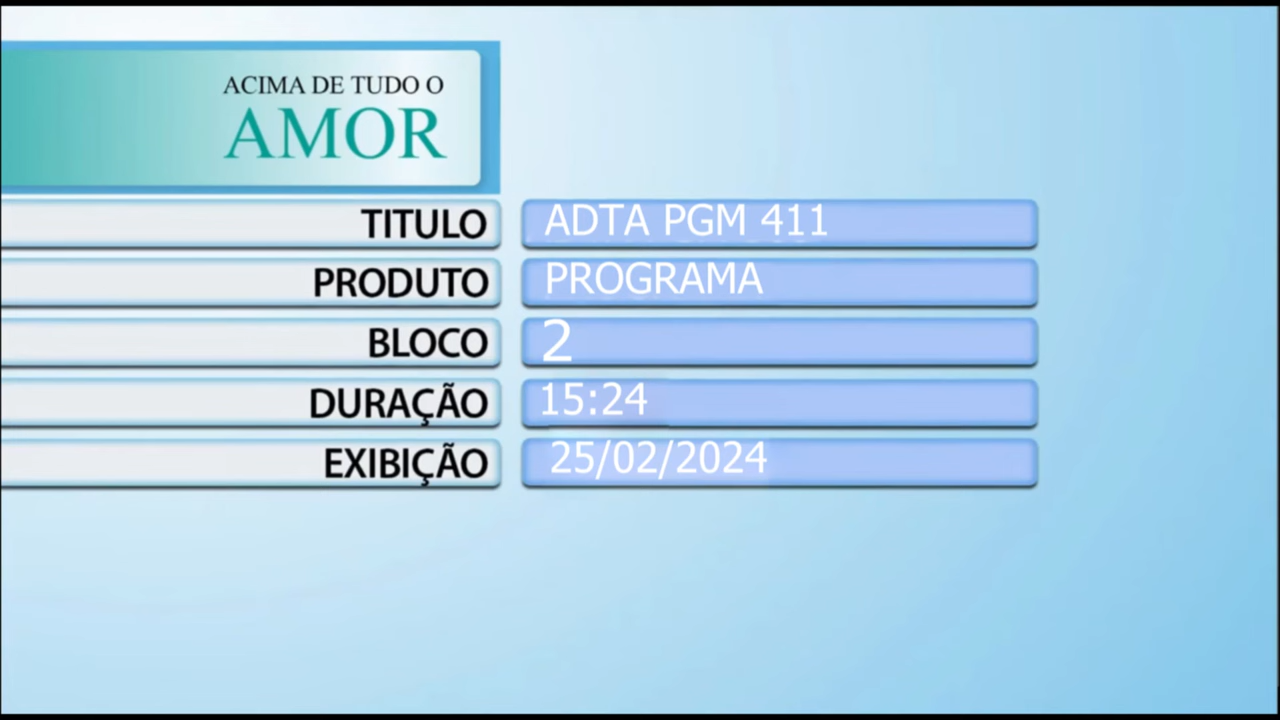 ACIMA DE TUDO O
AMOR
TITULO ADTA PGM 411
PRODUTO PROGRAMA
BLOCO 2
DURAÇÃO 15:24
EXIBIÇÃO 25/02/2024